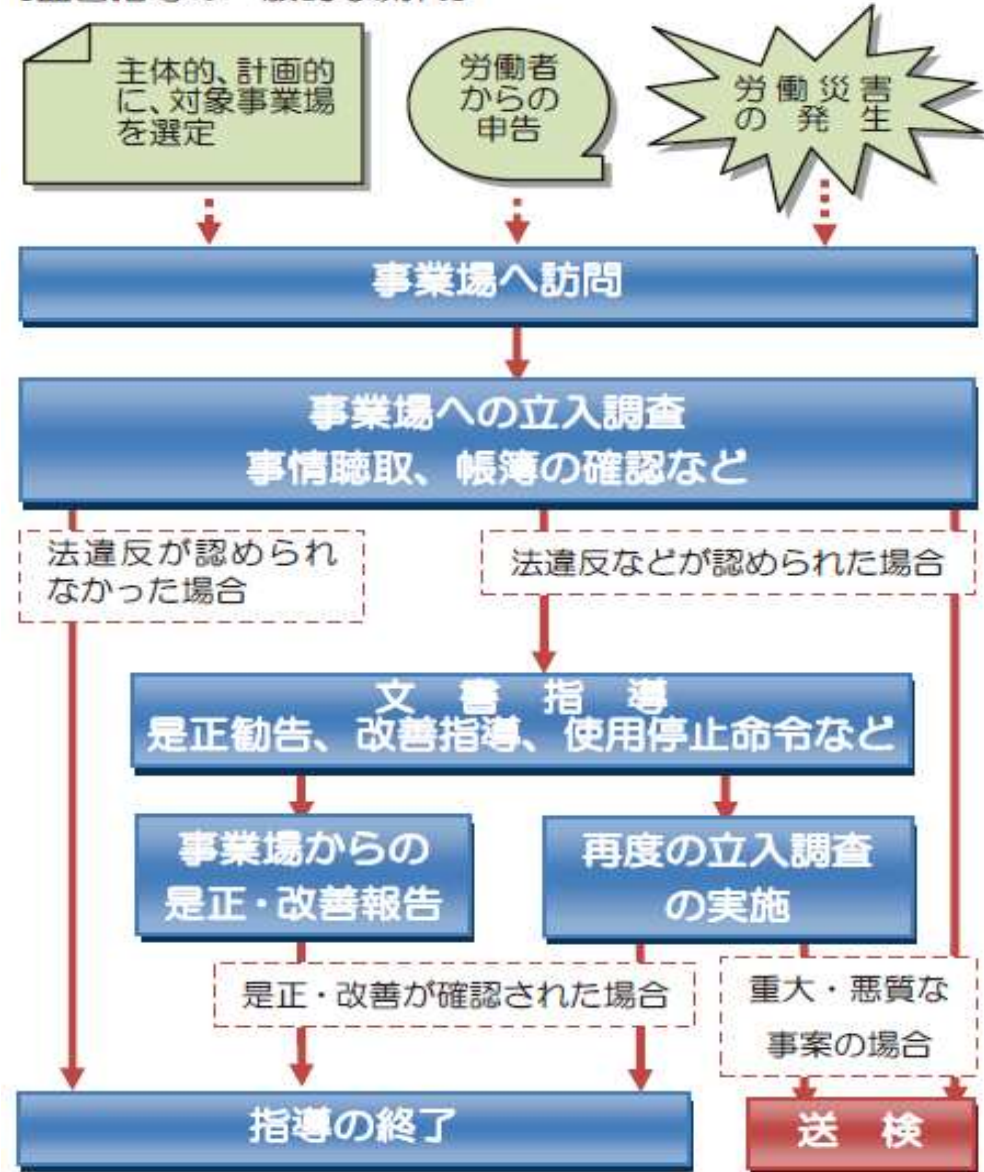 主体的、計画的
に、対象事業場
を選定
労働者
からの
申告
労働災害
の発生
事業場へ訪問
事業場への立入調査
事情聴取、帳簿の確認など
法違反が認められ
なかった場合
法違反などが認められた場合
文書指導
是正勧告、改善指導、使用停止命令など
事業場からの
是正・改善報告
再度の立入調査
の実施
是正・改善が確認された場合
重大・悪質な
事案の場合
指導の終了
送検